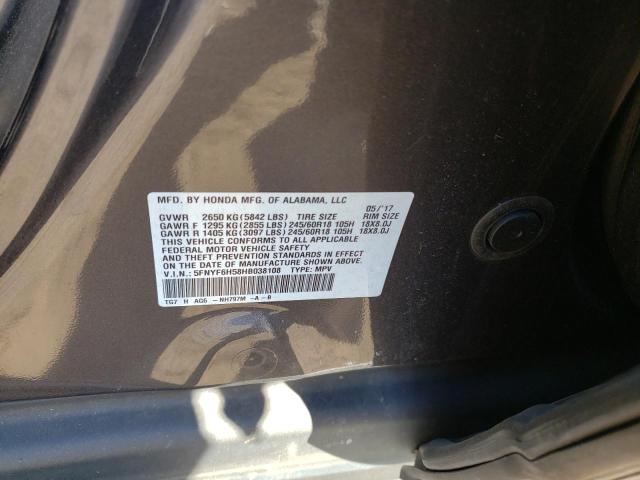 MFD. BY HONDA MFG. OF ALABAMA, LLC
05/'17
GVWR 2650 KG(5842 LBS) TIRE SIZE RIM SIZE
GAWR F 1295 KG(2855 LBS) 245/60R18 105H 18X8.0J
GAWR R 1405 KG(3097 LBS) 245/60R18 105H 18X8.0J
THIS VEHICLE CONFORMS TO ALL APPLICABLE
FEDERAL MOTOR VEHICLE SAFETY, BUMPER,
AND THEFT PREVENTION STANDARDS IN EFFECT
ON THE DATE OF MANUFACTURE SHOWN ABOVE.
V.I.N.: 5FNYF6H58HB038108 TYPE: MPV
TG7 H AG6 -NH797M -A-B